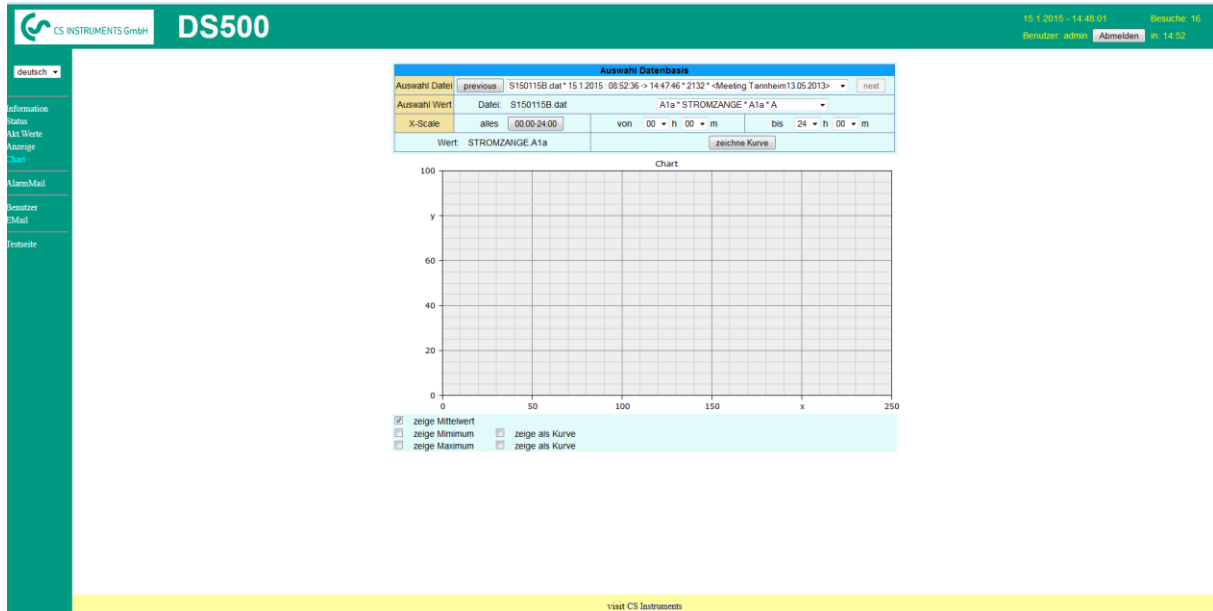 CS INSTRUMENTS GmbH DS500
15.1.2015 - 14:48:01 Besuche: 16
Benutzer: admin Abmelden in: 14:52
deutsch
Information
Status
Akt.Werte
Anzeige
Chart
AlarmMail
Benutzer
EMail
Testseite
Auswahl Datenbasis
Auswahl Datei previous S150115B.dat * 15.1.2015 : 08:52:36 -> 14:47:46 * 2132 * <Meeting Tannheim13.05.2013> next
Auswahl Wert Datei: S150115B.dat A1a * STROMZANGE * A1a * A
X-Scale alles 00:00-24:00 von 00 h 00 m bis 24 h 00 m
Wert: STROMZANGE.A1a zeichne Kurve
Chart
100
y
60
40
20
0
0 50 100 150 x 250
zeige Mittelwert
zeige Mimimum zeige als Kurve
zeige Maximum zeige als Kurve
visit CS Instruments